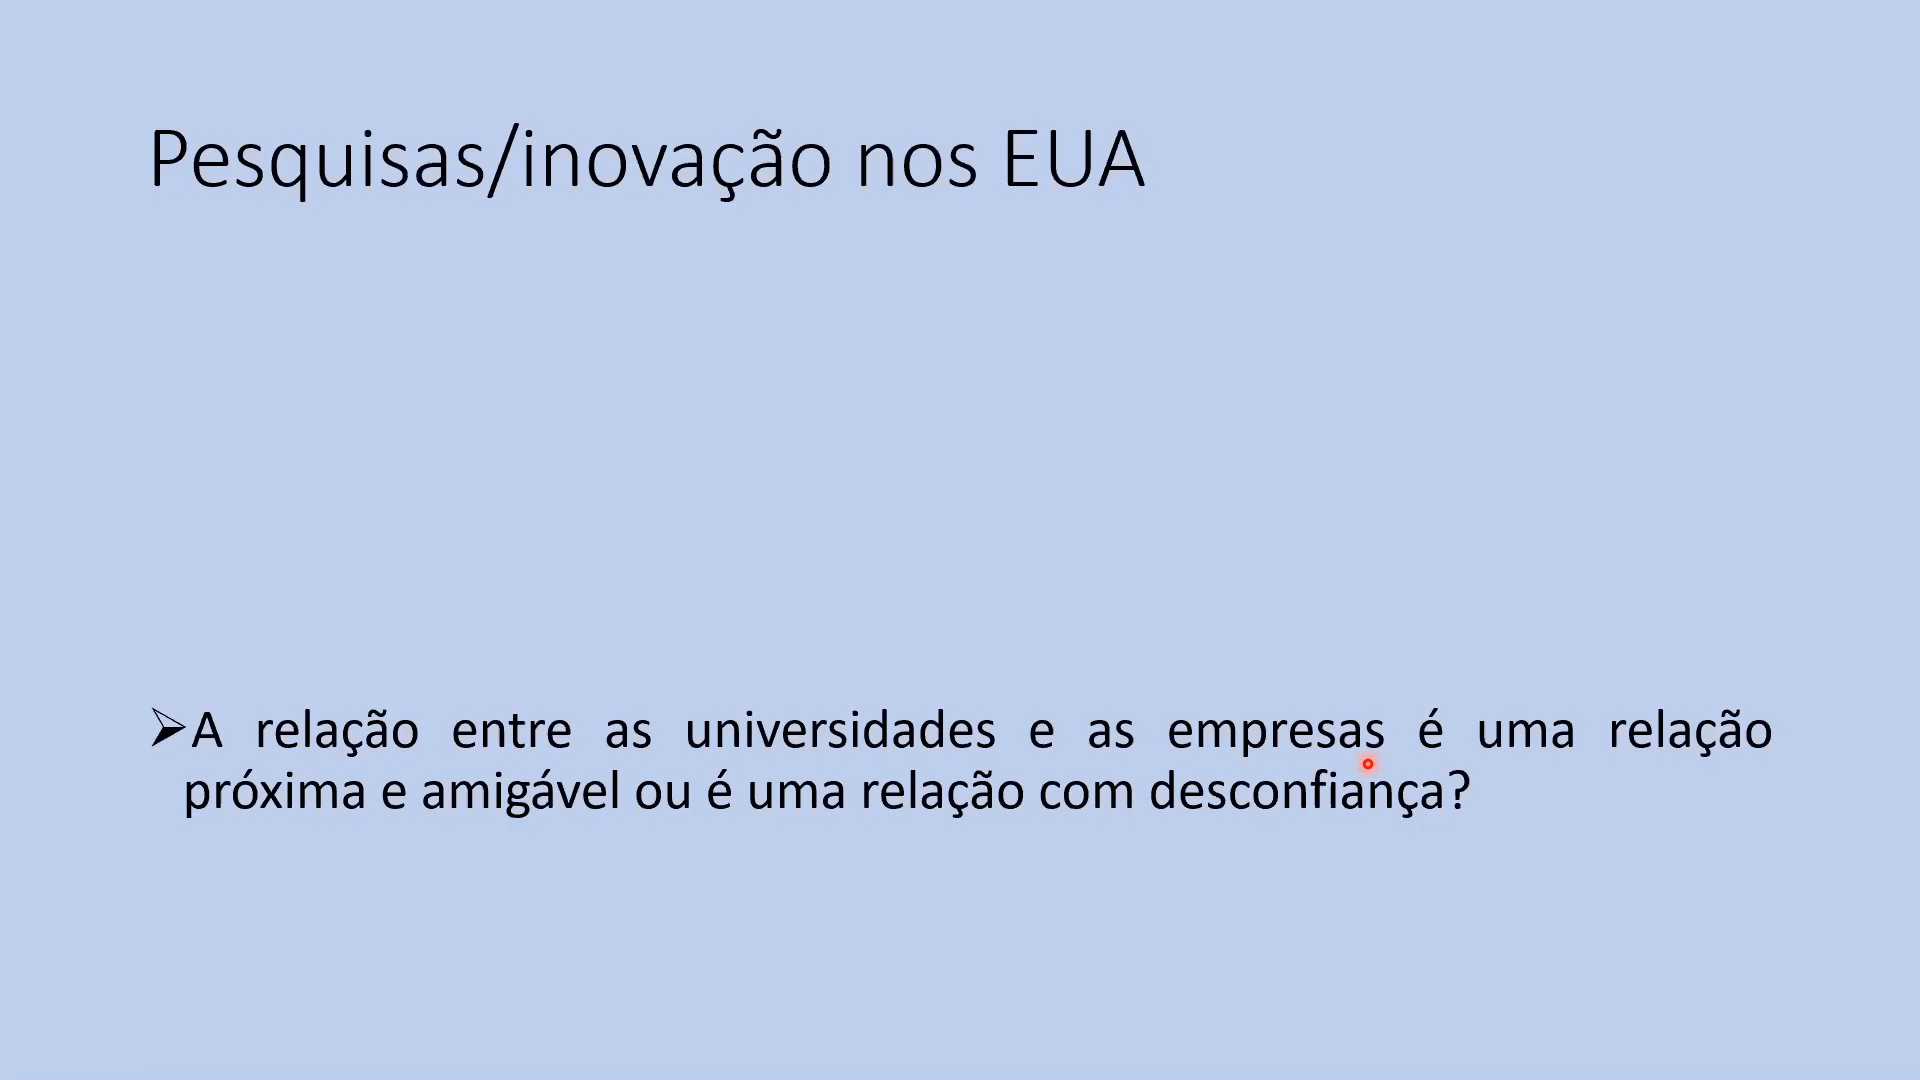 Pesquisas/inovação nos EUA
➢A relação entre as universidades e as empresas é uma relação
próxima e amigável ou é uma relação com desconfiança?